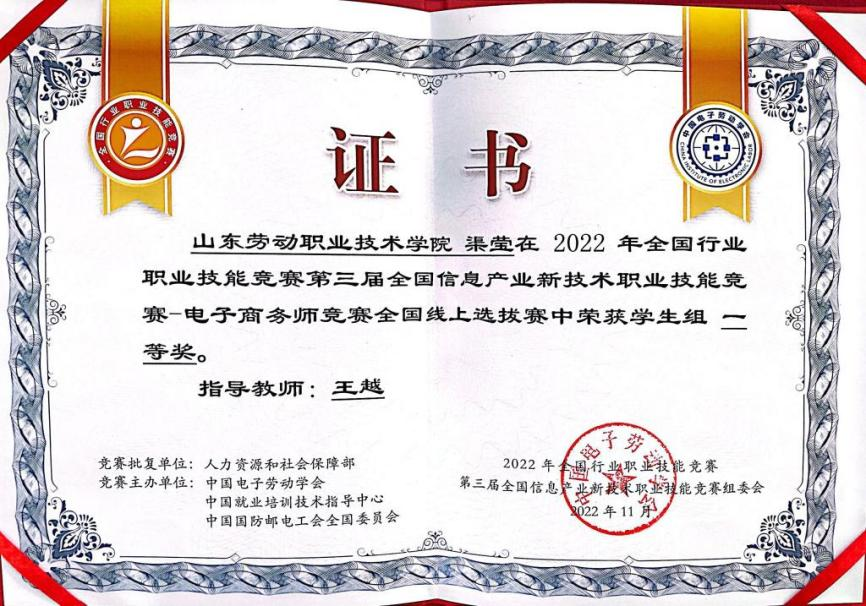 全国行业职业技能竞赛
中国电子劳动学会
CHINA INSTITUTE OF ELECTRONIC LABOR
证书
山东劳动职业技术学院 渠莹在 2022 年全国行业
职业技能竞赛第三届全国信息产业新技术职业技能竞
赛-电子商务师竞赛全国线上选拔赛中荣获学生组 一
等奖。
指导教师：王越
竞赛批复单位：人力资源和社会保障部
竞赛主办单位：中国电子劳动学会
中国就业培训技术指导中心
中国国防邮电工会全国委员会
2022 年全国行业职业技能竞赛
第三届全国信息产业新技术职业技能竞赛组委会
2022 年 11 月
中国电子劳动学会